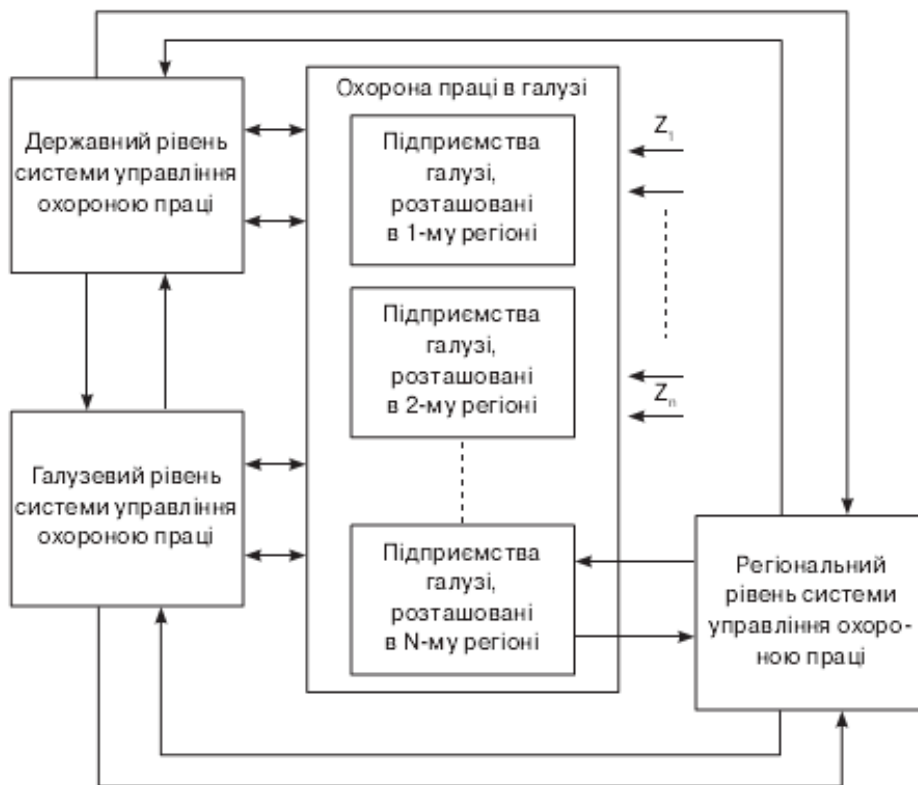 Охорона праці в галузі
Державний рівень
системи управління
охороною праці
Підприємства
галузі,
розташовані
в 1-му регіоні
Z₁
Підприємства
галузі,
розташовані
в 2-му регіоні
Zₙ
Галузевий рівень
системи управління
охороною праці
Підприємства
галузі,
розташовані
в N-му регіоні
Регіональний
рівень системи
управління охоро-
ною праці